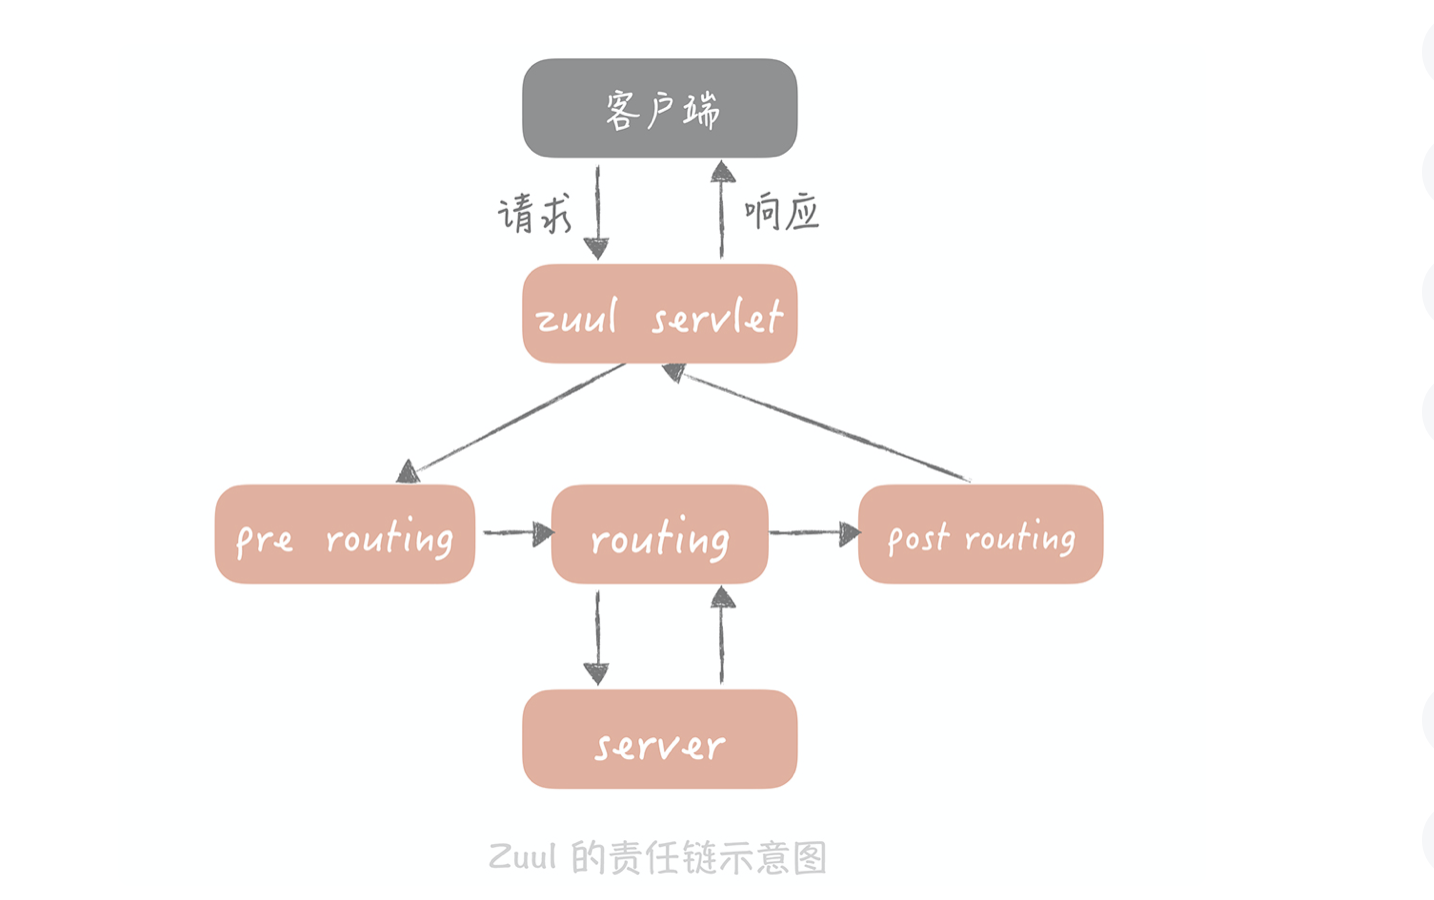 客户端
请求
响应
zuul servlet
pre routing
routing
post routing
server
Zuul 的责任链示意图